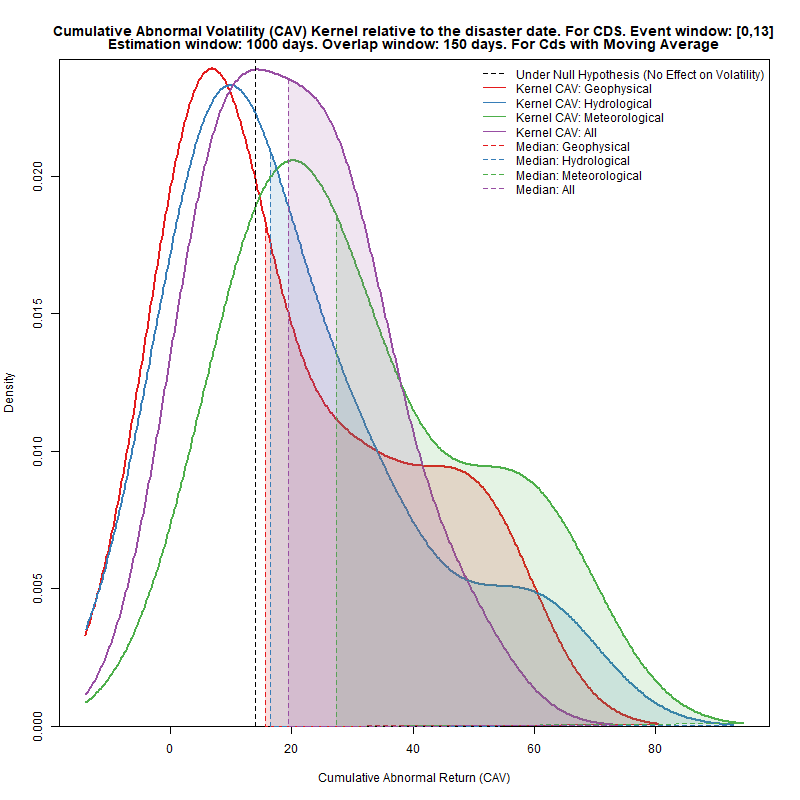 Cumulative Abnormal Volatility (CAV) Kernel relative to the disaster date. For CDS. Event window: [0,13]
Estimation window: 1000 days. Overlap window: 150 days. For Cds with Moving Average
Under Null Hypothesis (No Effect on Volatility)
Kernel CAV: Geophysical
Kernel CAV: Hydrological
Kernel CAV: Meteorological
Kernel CAV: All
Median: Geophysical
Median: Hydrological
Median: Meteorological
Median: All
0.020
0.015
0.010
0.005
0.000
Density
0 20 40 60 80
Cumulative Abnormal Return (CAV)